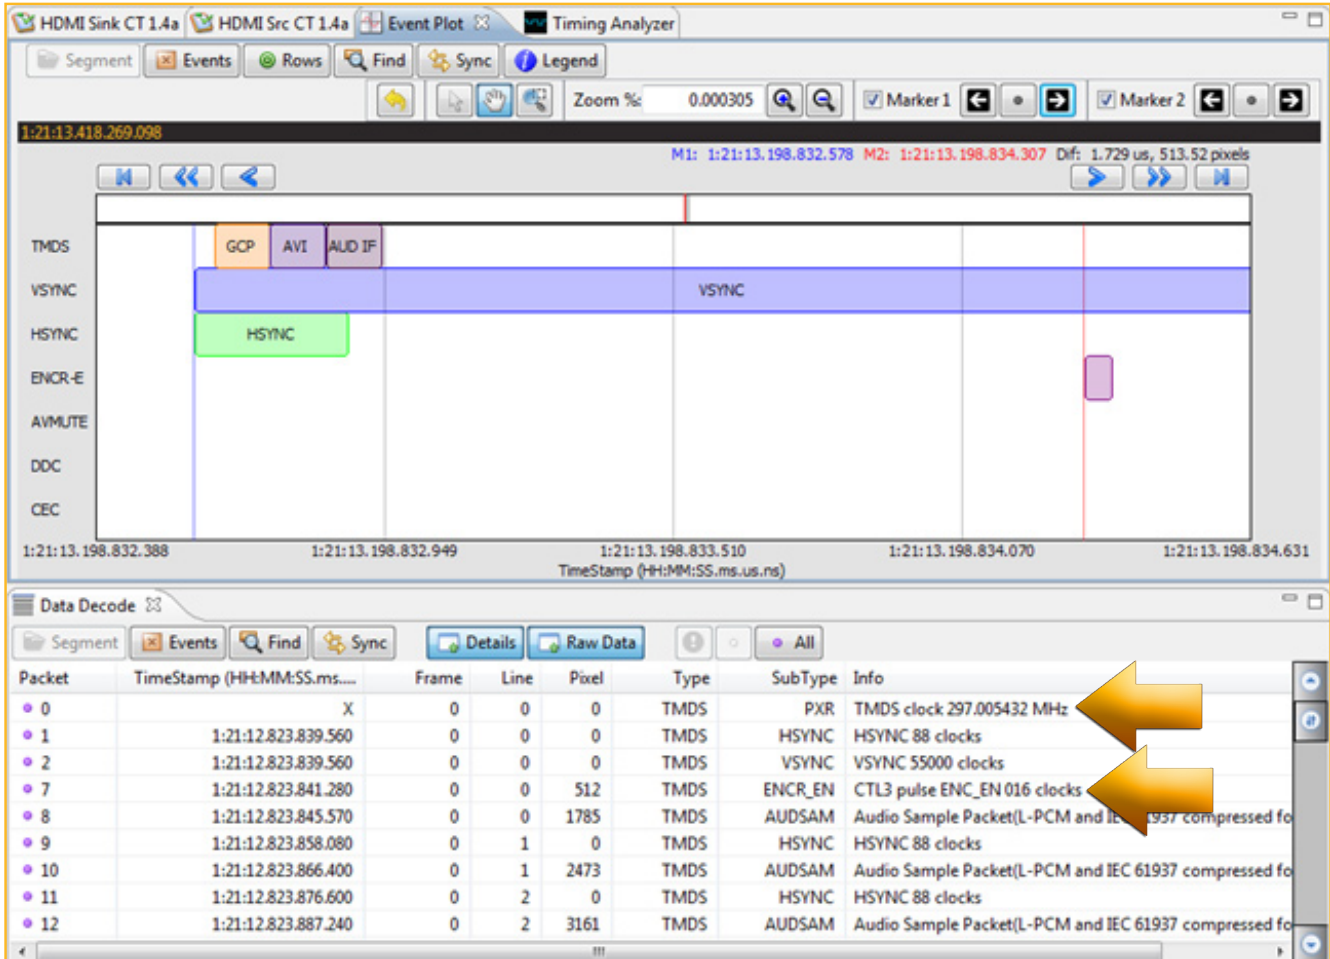 HDMI Sink CT 1.4a HDMI Src CT 1.4a Event Plot Timing Analyzer
Segment Events Rows Find Sync Legend
Zoom %: 0.000305 Marker 1 Marker 2
1:21:13.418.269.098
M1: 1:21:13.198.832.578 M2: 1:21:13.198.834.307 Dif: 1.729 us, 513.52 pixels
TMDS GCP AVI AUD IF
VSYNC VSYNC
HSYNC HSYNC
ENCR-E
AVMUTE
DDC
CEC
1:21:13.198.832.388 1:21:13.198.832.949 1:21:13.198.833.510 1:21:13.198.834.070 1:21:13.198.834.631
TimeStamp (HH:MM:SS.ms.us.ns)
Data Decode
Segment Events Find Sync Details Raw Data All
Packet TimeStamp (HH:MM:SS.ms.... Frame Line Pixel Type SubType Info
0 X 0 0 0 TMDS PXR TMDS clock 297.005432 MHz
1 1:21:12.823.839.560 0 0 0 TMDS HSYNC HSYNC 88 clocks
2 1:21:12.823.839.560 0 0 0 TMDS VSYNC VSYNC 55000 clocks
7 1:21:12.823.841.280 0 0 512 TMDS ENCR_EN CTL3 pulse ENC_EN 016 clocks
8 1:21:12.823.845.570 0 0 1785 TMDS AUDSAM Audio Sample Packet(L-PCM and 1937 compressed fo
9 1:21:12.823.858.080 0 1 0 TMDS HSYNC HSYNC 88 clocks
10 1:21:12.823.866.400 0 1 2473 TMDS AUDSAM Audio Sample Packet(L-PCM and IEC 61937 compressed fo
11 1:21:12.823.876.600 0 2 0 TMDS HSYNC HSYNC 88 clocks
12 1:21:12.823.887.240 0 2 3161 TMDS AUDSAM Audio Sample Packet(L-PCM and IEC 61937 compressed fo